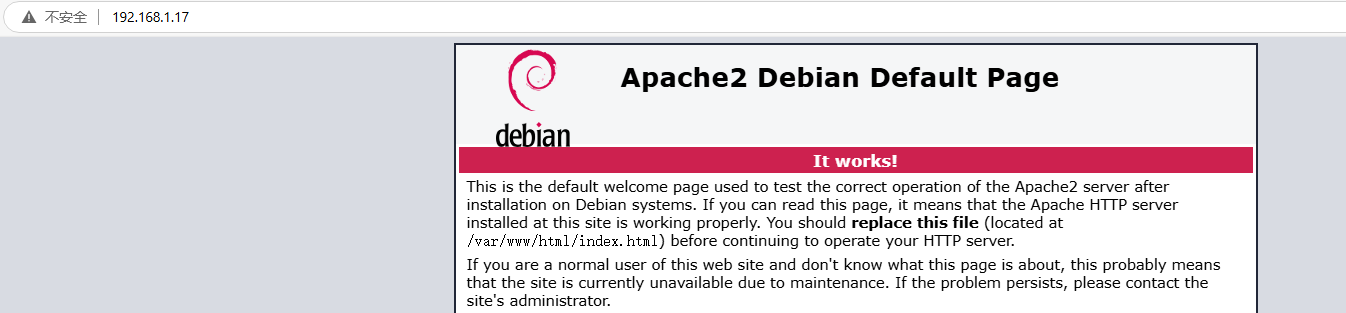 不安全 192.168.1.17
debian
Apache2 Debian Default Page
It works!
This is the default welcome page used to test the correct operation of the Apache2 server after
installation on Debian systems. If you can read this page, it means that the Apache HTTP server
installed at this site is working properly. You should replace this file (located at
/var/www/html/index.html) before continuing to operate your HTTP server.
If you are a normal user of this web site and don't know what this page is about, this probably means
that the site is currently unavailable due to maintenance. If the problem persists, please contact the
site's administrator.